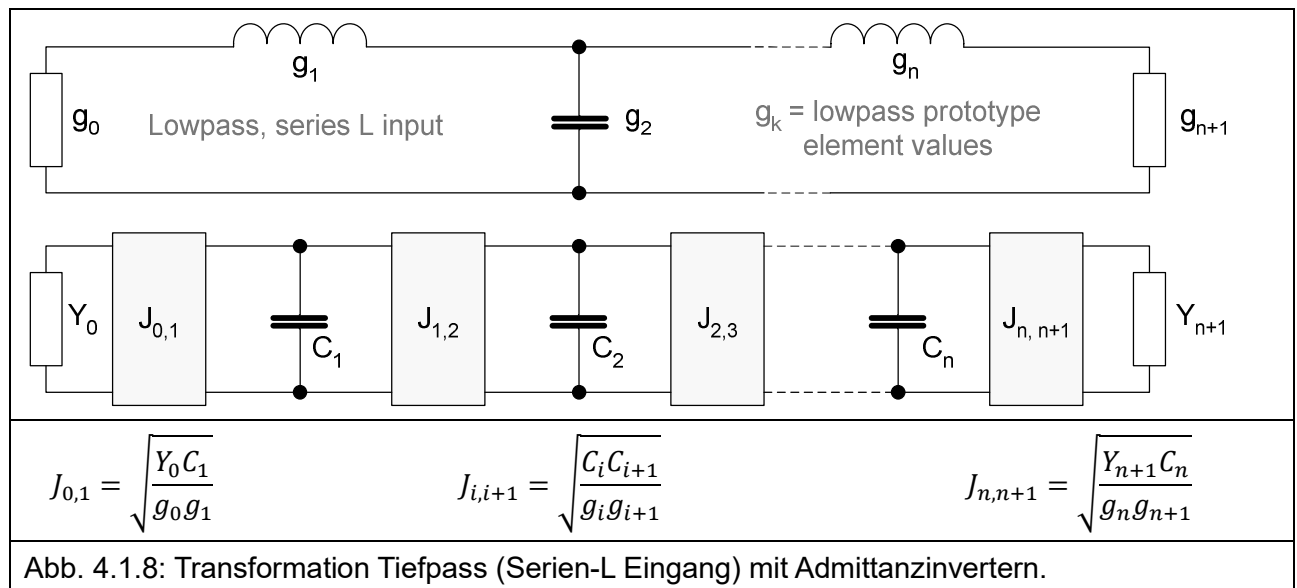 g₁
gₙ
g₀ Lowpass, series L input g₂ gₖ = lowpass prototype gₙ₊₁
element values
Y₀ J₀,₁ C₁ J₁,₂ C₂ J₂,₃ Cₙ Jₙ, ₙ₊₁ Yₙ₊₁
J₀,₁ = √(Y₀C₁ / g₀g₁) Jᵢ,ᵢ₊₁ = √(CᵢCᵢ₊₁ / gᵢgᵢ₊₁) Jₙ,ₙ₊₁ = √(Yₙ₊₁Cₙ / gₙgₙ₊₁)
Abb. 4.1.8: Transformation Tiefpass (Serien-L Eingang) mit Admittanzinvertern.